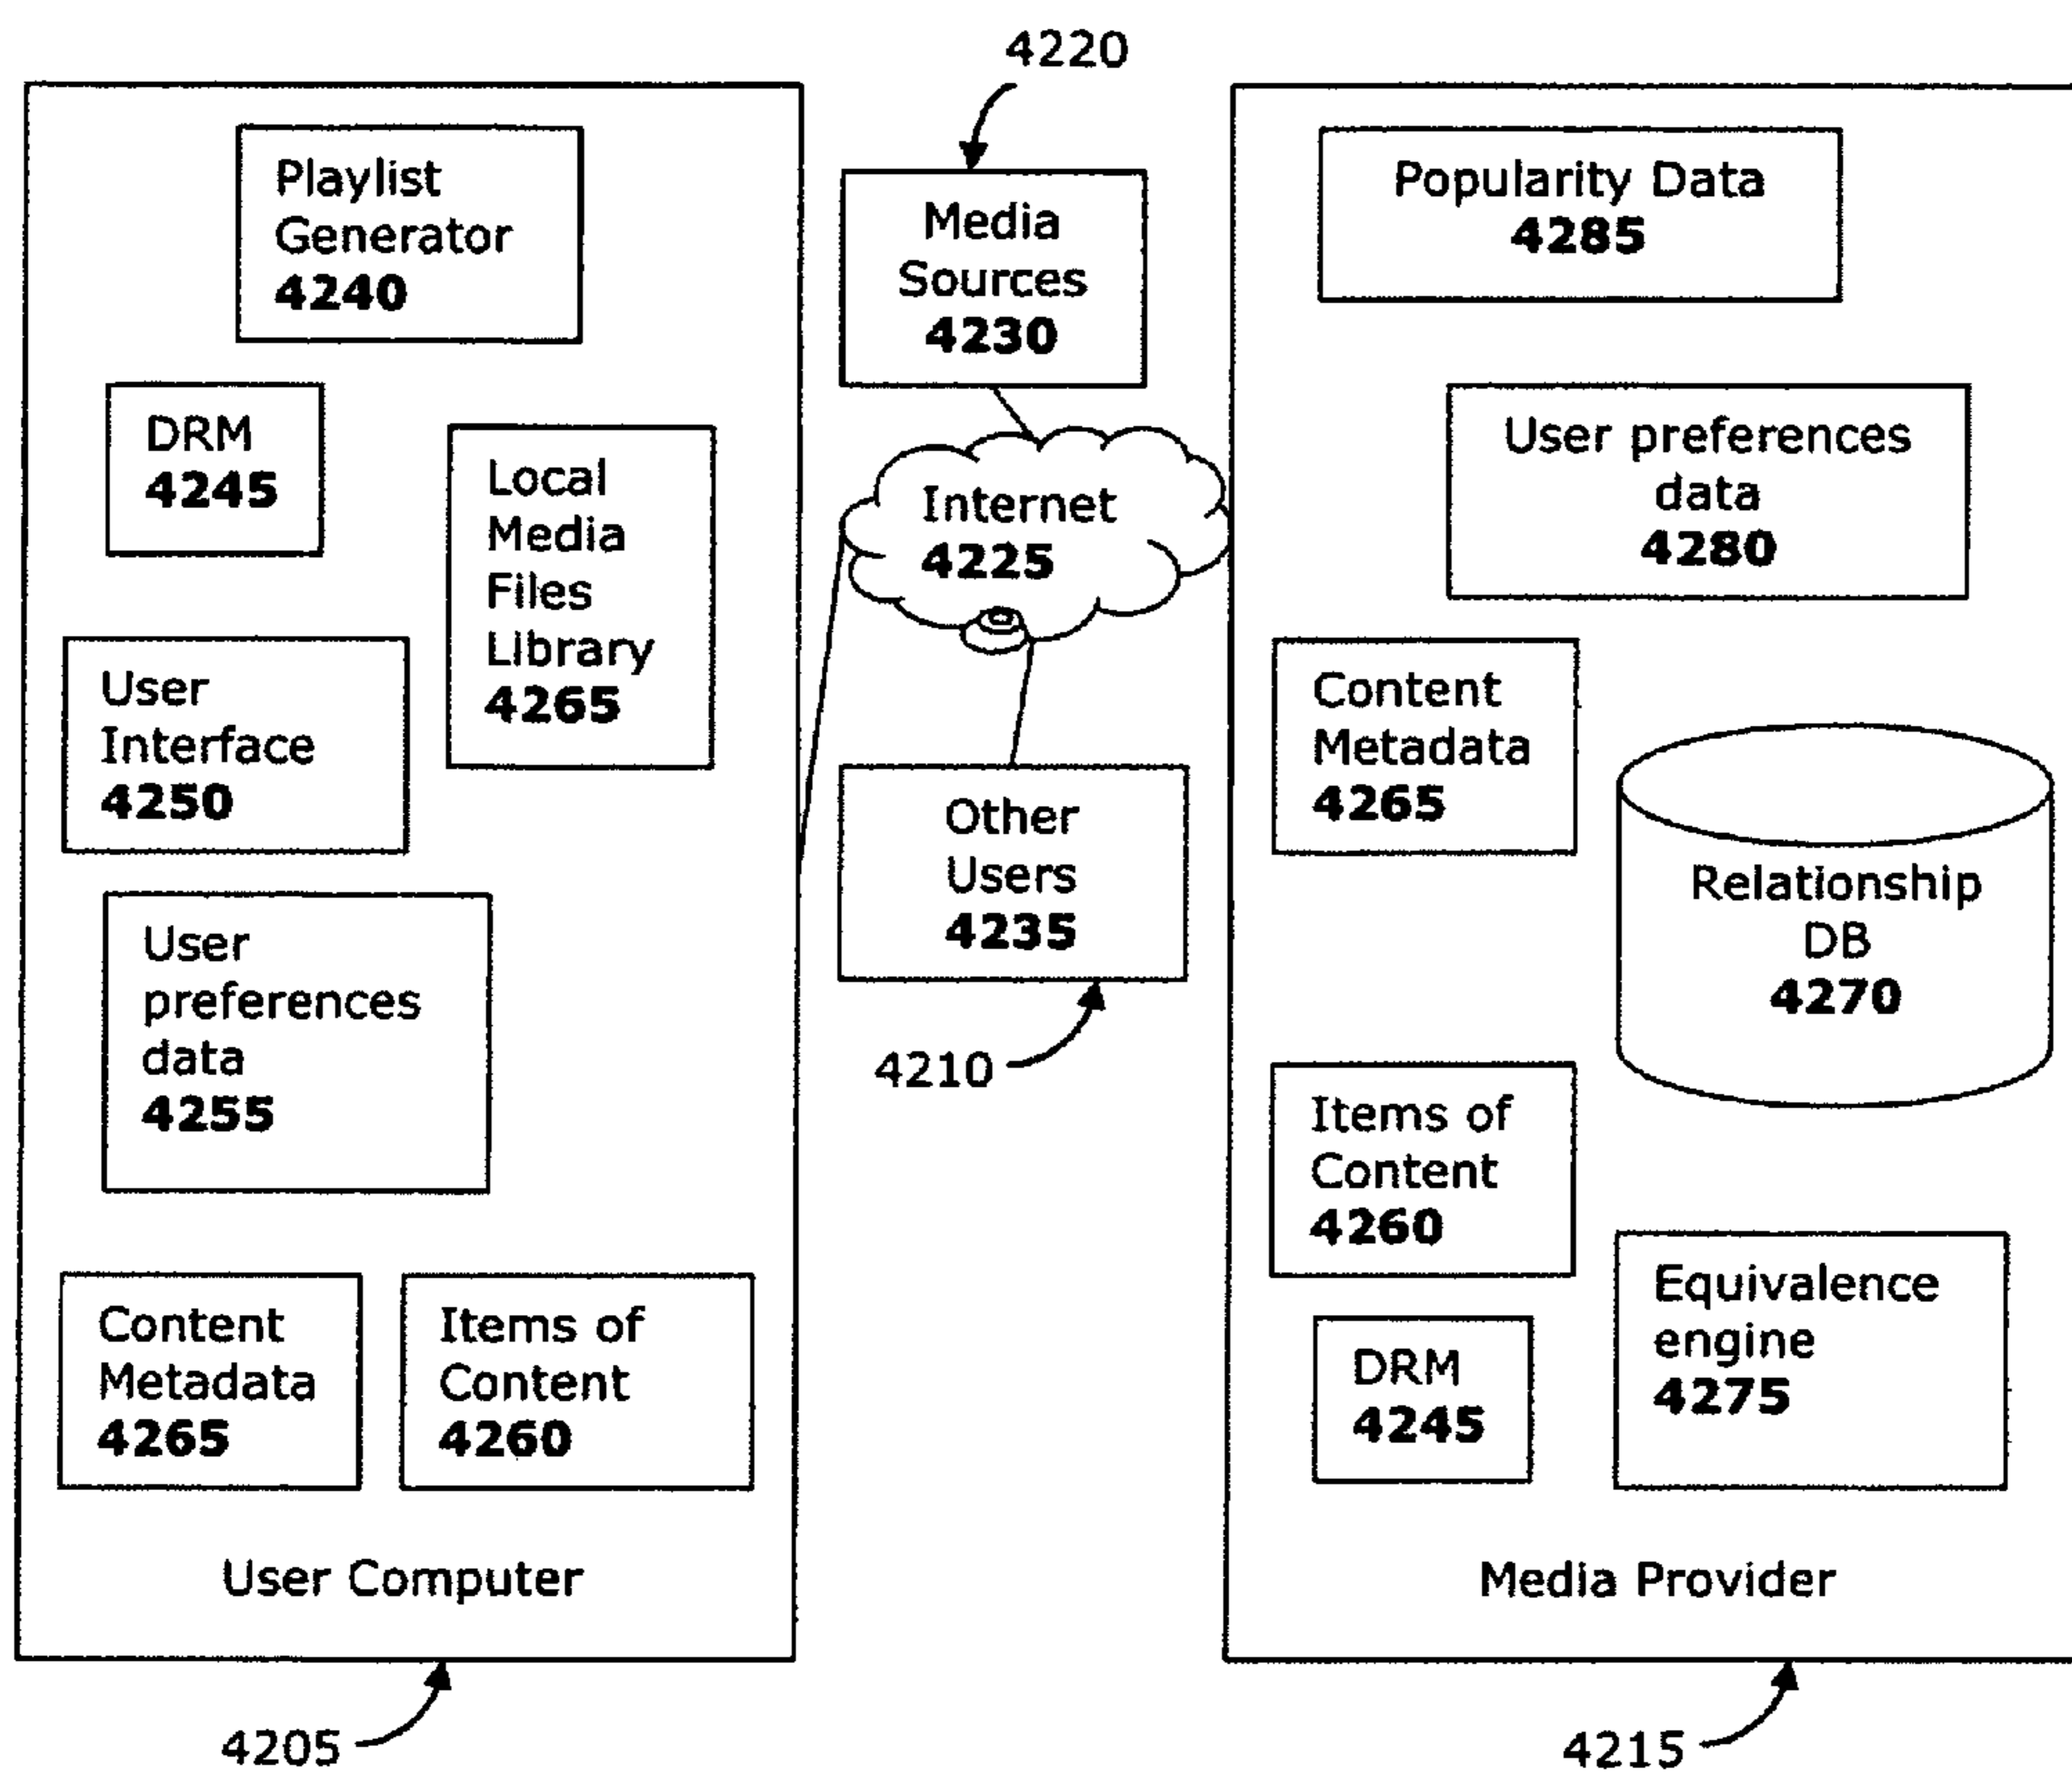 4220
Playlist
Generator
4240
DRM
4245
Local
Media
Files
Library
4265
User
Interface
4250
User
preferences
data
4255
Content
Metadata
4265
Items of
Content
4260
User Computer
4205
Media
Sources
4230
Internet
4225
Other
Users
4235
4210
Popularity Data
4285
User preferences
data
4280
Content
Metadata
4265
Relationship
DB
4270
Items of
Content
4260
Equivalence
engine
4275
DRM
4245
Media Provider
4215